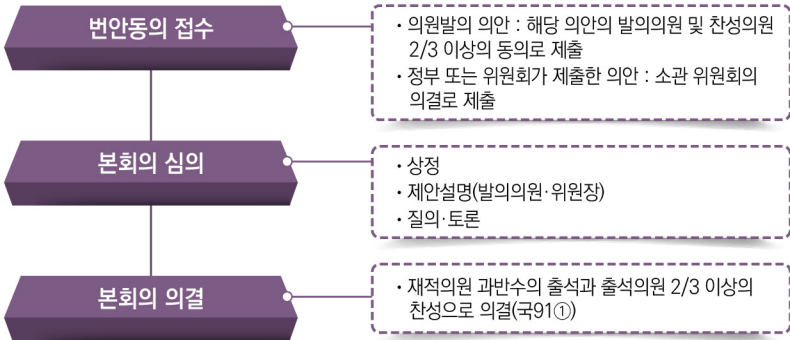 번안동의 접수
· 의원발의 의안 : 해당 의안의 발의의원 및 찬성의원
2/3 이상의 동의로 제출
· 정부 또는 위원회가 제출한 의안 : 소관 위원회의
의결로 제출
본회의 심의
· 상정
· 제안설명(발의의원·위원장)
· 질의·토론
본회의 의결
· 재적의원 과반수의 출석과 출석의원 2/3 이상의
찬성으로 의결(국91①)